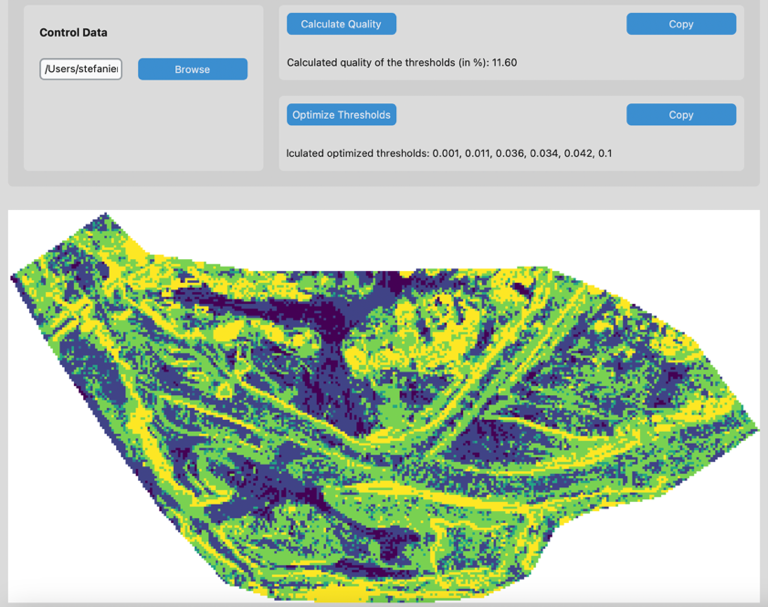 Control Data
/Users/stefanie
Browse
Calculate Quality
Copy
Calculated quality of the thresholds (in %): 11.60
Optimize Thresholds
Copy
lculated optimized thresholds: 0.001, 0.011, 0.036, 0.034, 0.042, 0.1